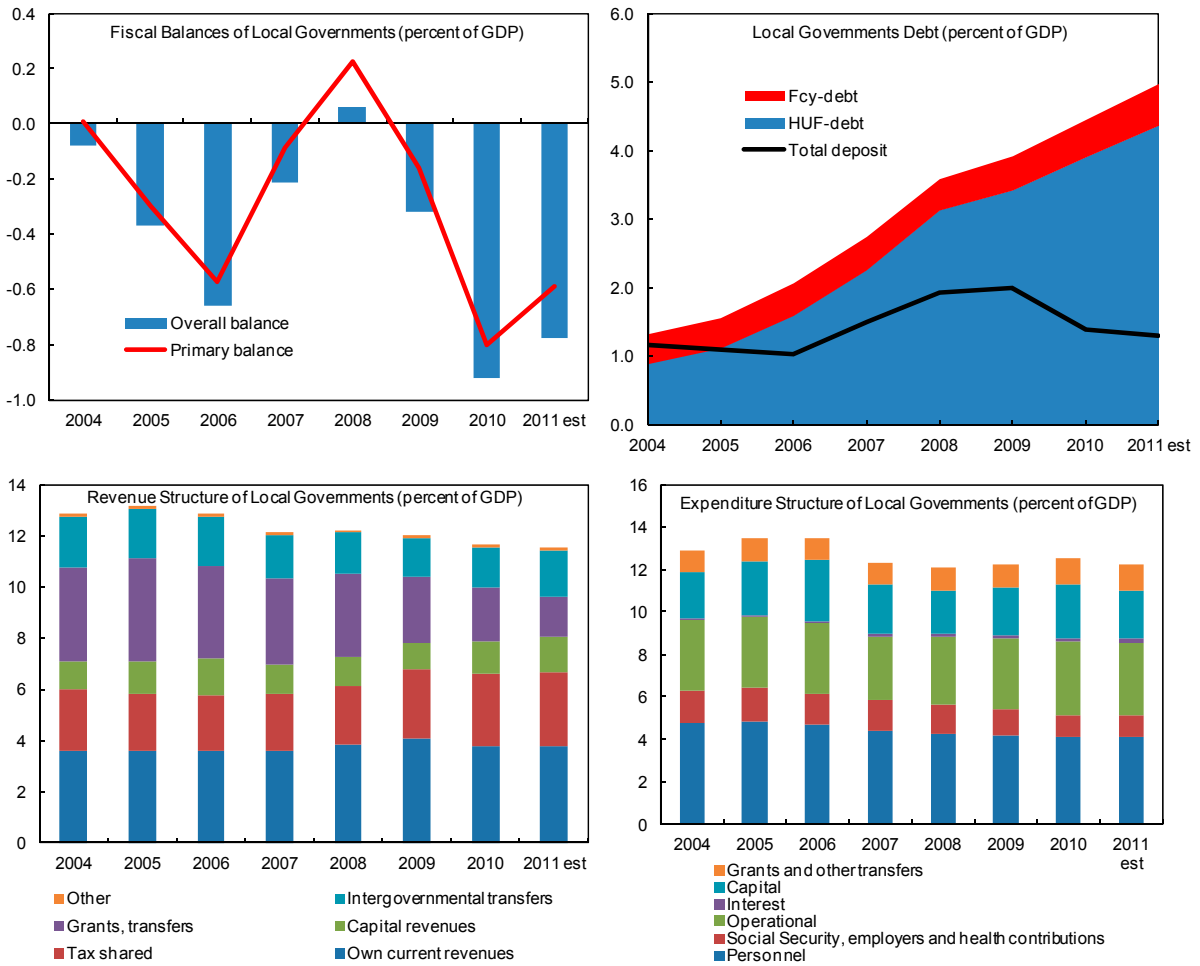 Fiscal Balances of Local Governments (percent of GDP)
0.4
0.2
0.0
-0.2
-0.4
-0.6
-0.8
-1.0
Overall balance
Primary balance
2004 2005 2006 2007 2008 2009 2010 2011 est
Local Governments Debt (percent of GDP)
6.0
5.0
4.0
3.0
2.0
1.0
0.0
Fcy-debt
HUF-debt
Total deposit
2004 2005 2006 2007 2008 2009 2010 2011 est
Revenue Structure of Local Governments (percent of GDP)
14
12
10
8
6
4
2
0
2004 2005 2006 2007 2008 2009 2010 2011 est
Other Intergovernmental transfers
Grants, transfers Capital revenues
Tax shared Own current revenues
Expenditure Structure of Local Governments (percent of GDP)
16
14
12
10
8
6
4
2
0
2004 2005 2006 2007 2008 2009 2010 2011
est
Grants and other transfers
Capital
Interest
Operational
Social Security, employers and health contributions
Personnel